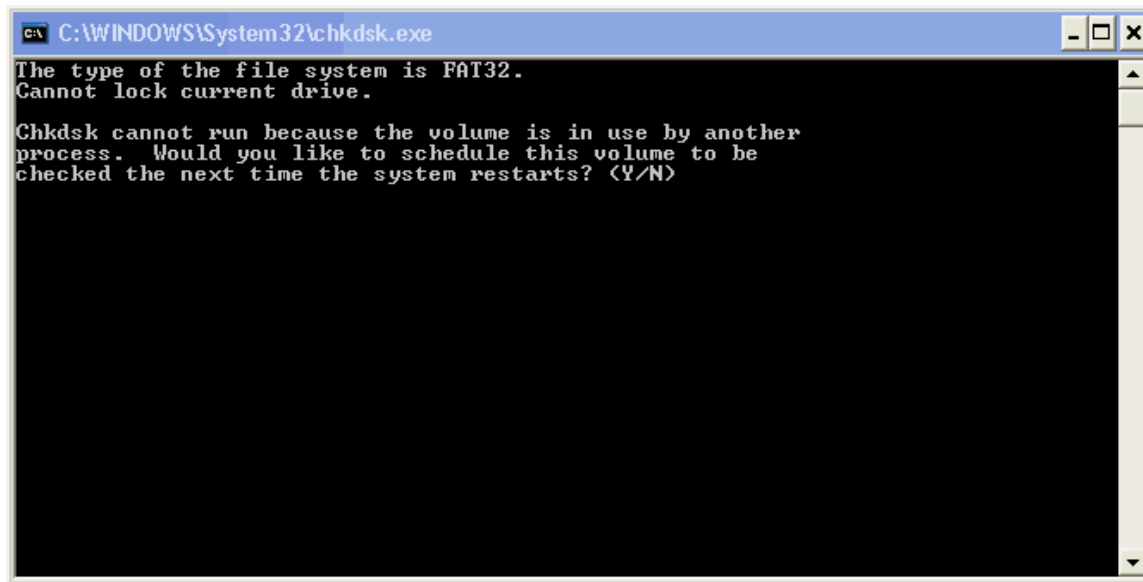 C:\WINDOWS\System32\chkdsk.exe
The type of the file system is FAT32.
Cannot lock current drive.
Chkdsk cannot run because the volume is in use by another
process.  Would you like to schedule this volume to be
checked the next time the system restarts? (Y/N)